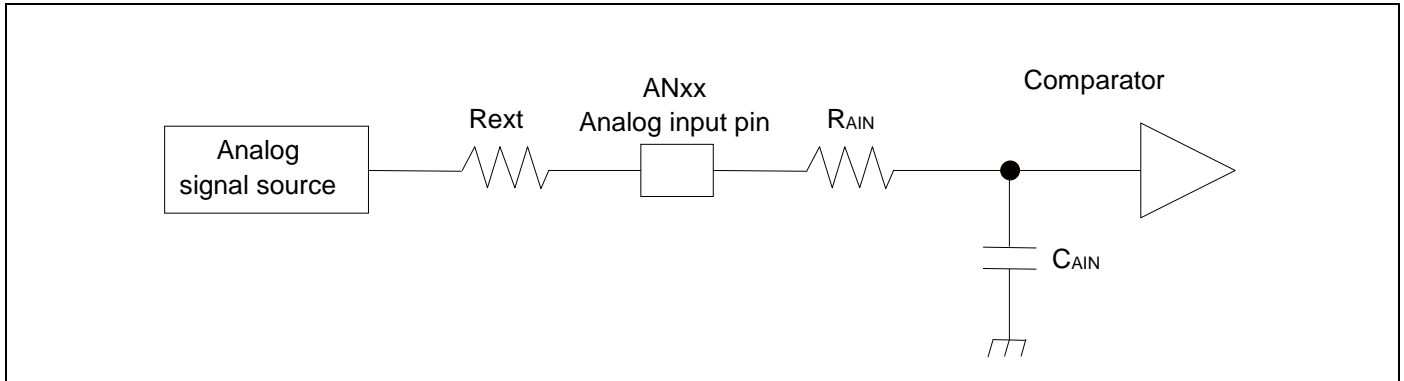 Comparator
ANxx
Analog input pin
Rext
RAIN
Analog
signal source
CAIN